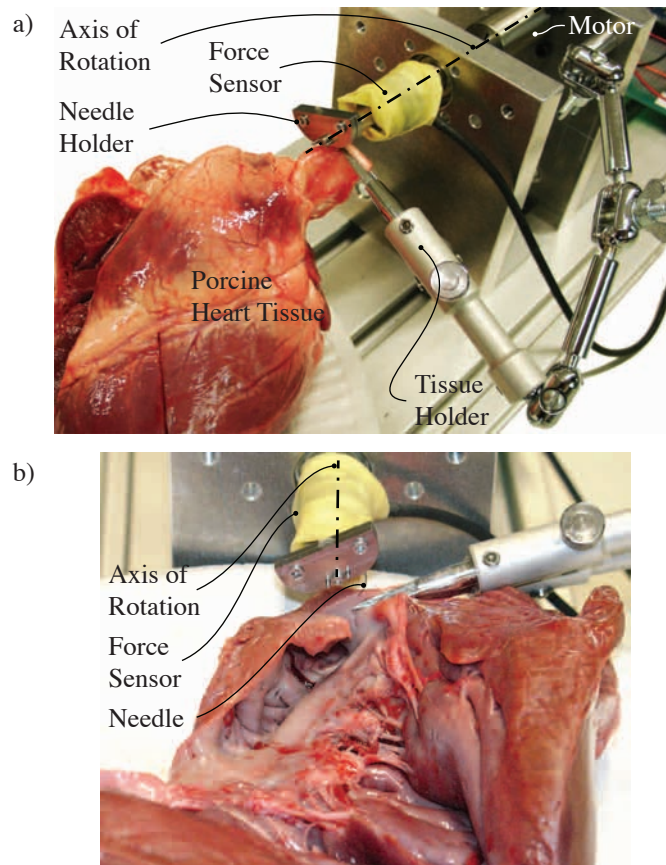 a)
Axis of
Rotation
Force
Sensor
Motor
Needle
Holder
Porcine
Heart Tissue
Tissue
Holder
b)
Axis of
Rotation
Force
Sensor
Needle